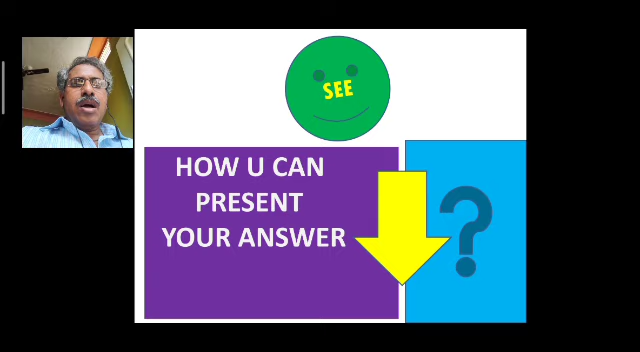 SEE
HOW U CAN
PRESENT
YOUR ANSWER
?